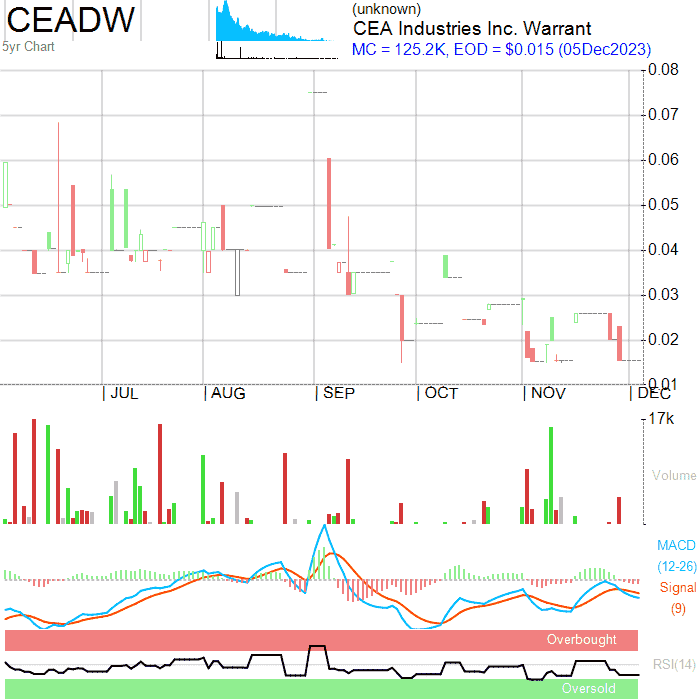 CEADW
(unknown)
CEA Industries Inc. Warrant
5yr Chart
MC = 125.2K, EOD = $0.015 (05Dec2023)
0.08
0.07
0.06
0.05
0.04
0.03
0.02
0.01
| JUL | AUG | SEP | OCT | NOV | DEC
17k
Volume
MACD
(12-26)
Signal
(9)
Overbought
RSI(14)
Oversold